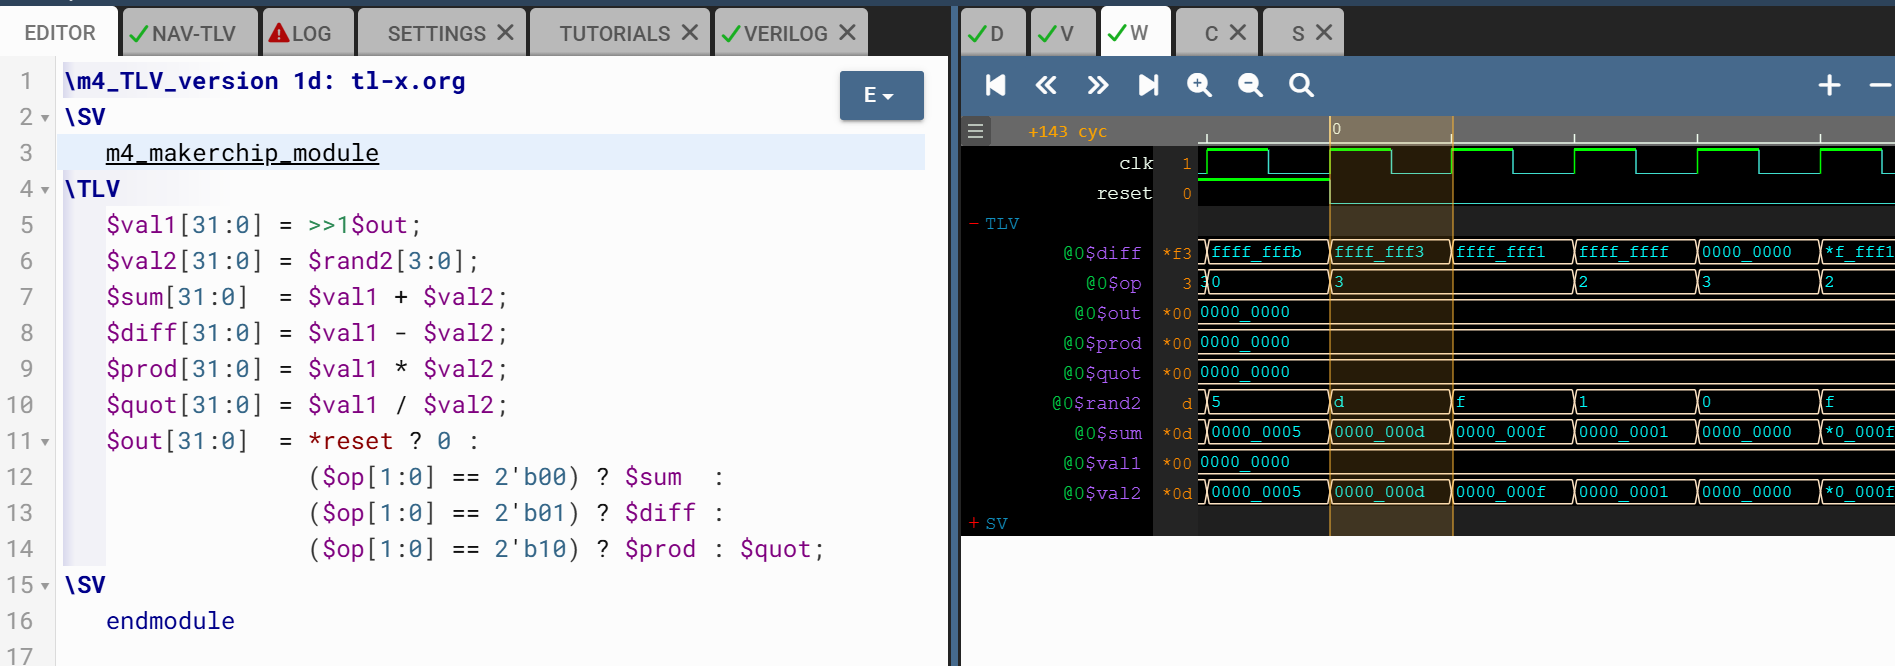 EDITOR NAV-TLV LOG SETTINGS TUTORIALS VERILOG
1 \m4_TLV_version 1d: tl-x.org
2 \SV
3 m4_makerchip_module
4 \TLV
5 $val1[31:0] = >>1$out;
6 $val2[31:0] = $rand2[3:0];
7 $sum[31:0]  = $val1 + $val2;
8 $diff[31:0] = $val1 - $val2;
9 $prod[31:0] = $val1 * $val2;
10 $quot[31:0] = $val1 / $val2;
11 $out[31:0]  = *reset ? 0 :
12 ($op[1:0] == 2'b00) ? $sum  :
13 ($op[1:0] == 2'b01) ? $diff :
14 ($op[1:0] == 2'b10) ? $prod : $quot;
15 \SV
16 endmodule
17
E
D V W C S
+143 cyc 0
clk 1
reset 0
- TLV
@0$diff *f3 ffff_fffb ffff_fff3 ffff_fff1 ffff_ffff 0000_0000 *f_fff1
@0$op 3 3 0 3 2 3 2
@0$out *00 0000_0000
@0$prod *00 0000_0000
@0$quot *00 0000_0000
@0$rand2 d 5 d f 1 0 f
@0$sum *0d 0000_0005 0000_000d 0000_000f 0000_0001 0000_0000 *0_000f
@0$val1 *00 0000_0000
@0$val2 *0d 0000_0005 0000_000d 0000_000f 0000_0001 0000_0000 *0_000f
+ SV